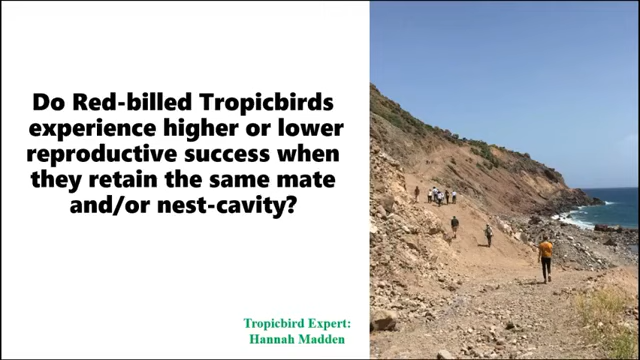 Do Red-billed Tropicbirds
experience higher or lower
reproductive success when
they retain the same mate
and/or nest-cavity?
Tropicbird Expert:
Hannah Madden